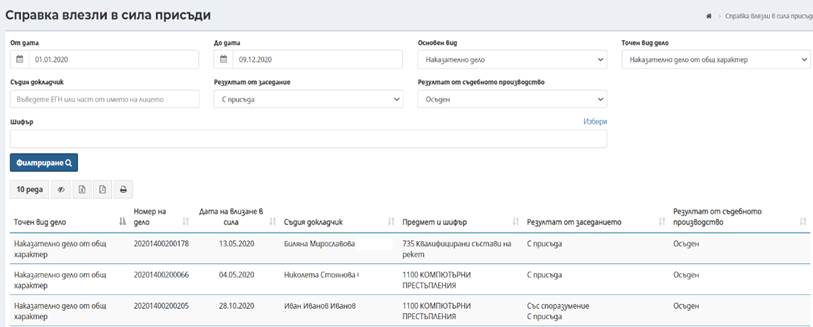 Справка влезли в сила присъди
Справка влезли в сила присъд
От дата
До дата
Основен вид
Точен вид дело
01.01.2020
09.12.2020
Наказателно дело
Наказателно дело от общ характер
Съдия докладчик
Резултат от заседание
Резултат от съдебното производство
Въведете ЕГН или част от името на лицето
С присъда
Осъден
Шифър
Избери
Филтриране
10 реда
Точен вид дело
Номер на дело
Дата на влизане в сила
Съдия докладчик
Предмет и шифър
Резултат от заседанието
Резултат от съдебното производство
Наказателно дело от общ характер
20201400200178
13.05.2020
Биляна Мирославова
735 Квалифицирани състави на рекет
С присъда
Осъден
Наказателно дело от общ характер
20201400200066
04.05.2020
Николета Стоянова
1100 КОМПЮТЪРНИ ПРЕСТЪПЛЕНИЯ
С присъда
Осъден
Наказателно дело от общ характер
20201400200205
28.10.2020
Иван Иванов Иванов
1100 КОМПЮТЪРНИ ПРЕСТЪПЛЕНИЯ
Със споразумение
С присъда
Осъден